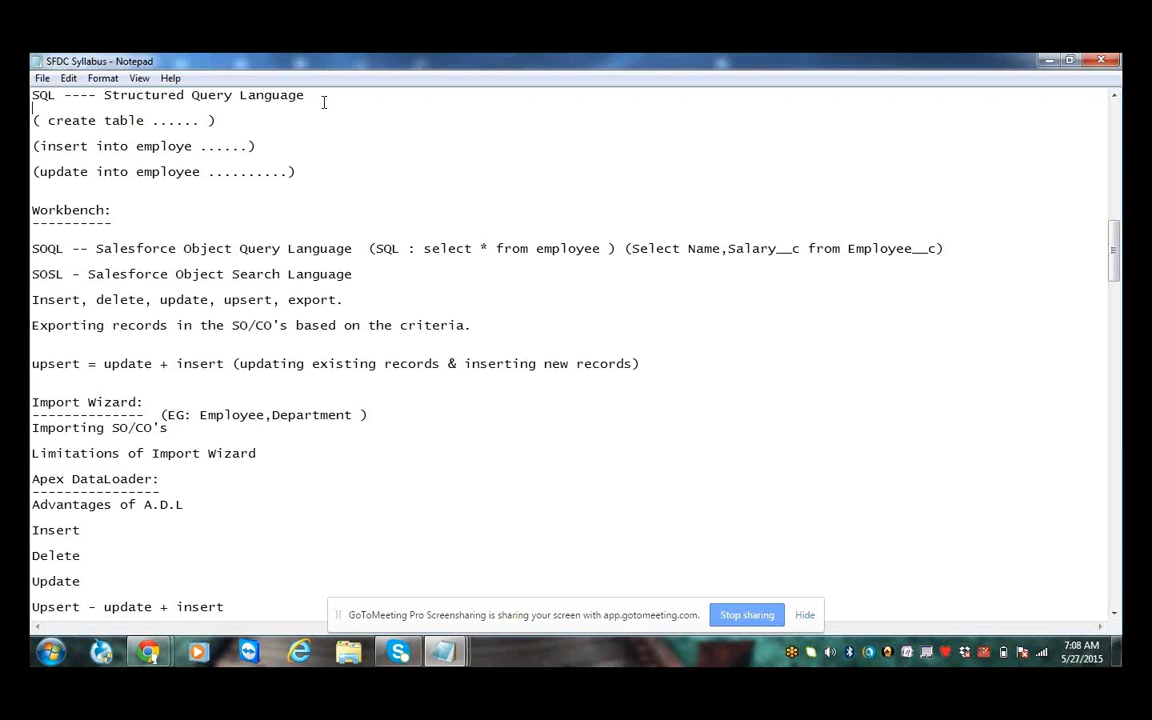 SFDC Syllabus - Notepad
File Edit Format View Help
SQL ---- Structured Query Language
( create table ...... )
(insert into employe ......)
(update into employee ..........)
Workbench:
----------
SOQL -- Salesforce Object Query Language  (SQL : select * from employee ) (Select Name,Salary__c from Employee__c)
SOSL - Salesforce Object Search Language
Insert, delete, update, upsert, export.
Exporting records in the SO/CO's based on the criteria.
upsert = update + insert (updating existing records & inserting new records)
Import Wizard:
--------------  (EG: Employee,Department )
Importing SO/CO's
Limitations of Import Wizard
Apex DataLoader:
----------------
Advantages of A.D.L
Insert
Delete
Update
Upsert - update + insert
GoToMeeting Pro Screensharing is sharing your screen with app.gotomeeting.com. Stop sharing Hide
7:08 AM
5/27/2015